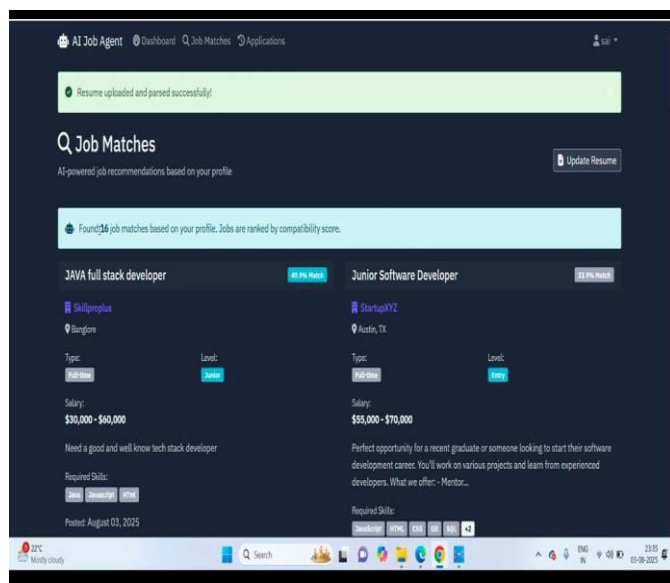 AI Job Agent Dashboard Job Matches Applications sai
Resume uploaded and parsed successfully!
Job Matches
AI-powered job recommendations based on your profile
Update Resume
Found 16 job matches based on your profile. Jobs are ranked by compatibility score.
JAVA full stack developer 49.9% Match
Skillproplus
Banglore
Type: Level:
Full-time Junior
Salary:
$30,000 - $60,000
Need a good and well know tech stack developer
Required Skills:
Java Javascript HTml
Posted: August 03, 2025
Junior Software Developer Match
StartupXYZ
Austin, TX
Type: Level:
Full-time Entry
Salary:
$55,000 - $70,000
Perfect opportunity for a recent graduate or someone looking to start their software
development career. You'll work on various projects and learn from experienced
developers. What we offer: - Mentor...
Required Skills:
JavaScript HTML CSS Git SQL +2
22°C
Mostly cloudy
Search
ENG
IN
23:35
03-08-2025